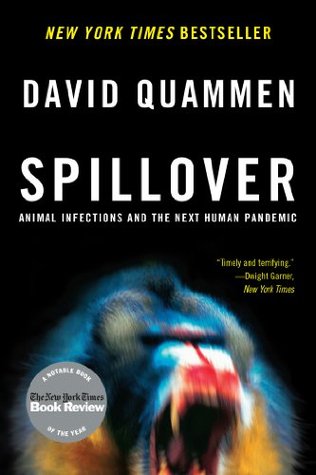 NEW YORK TIMES BESTSELLER
DAVID QUAMMEN
SPILLOVER
ANIMAL INFECTIONS AND THE NEXT HUMAN PANDEMIC
"Timely and terrifying."
—Dwight Garner,
New York Times
A NOTABLE BOOK
The New York Times
Book Review
OF THE YEAR